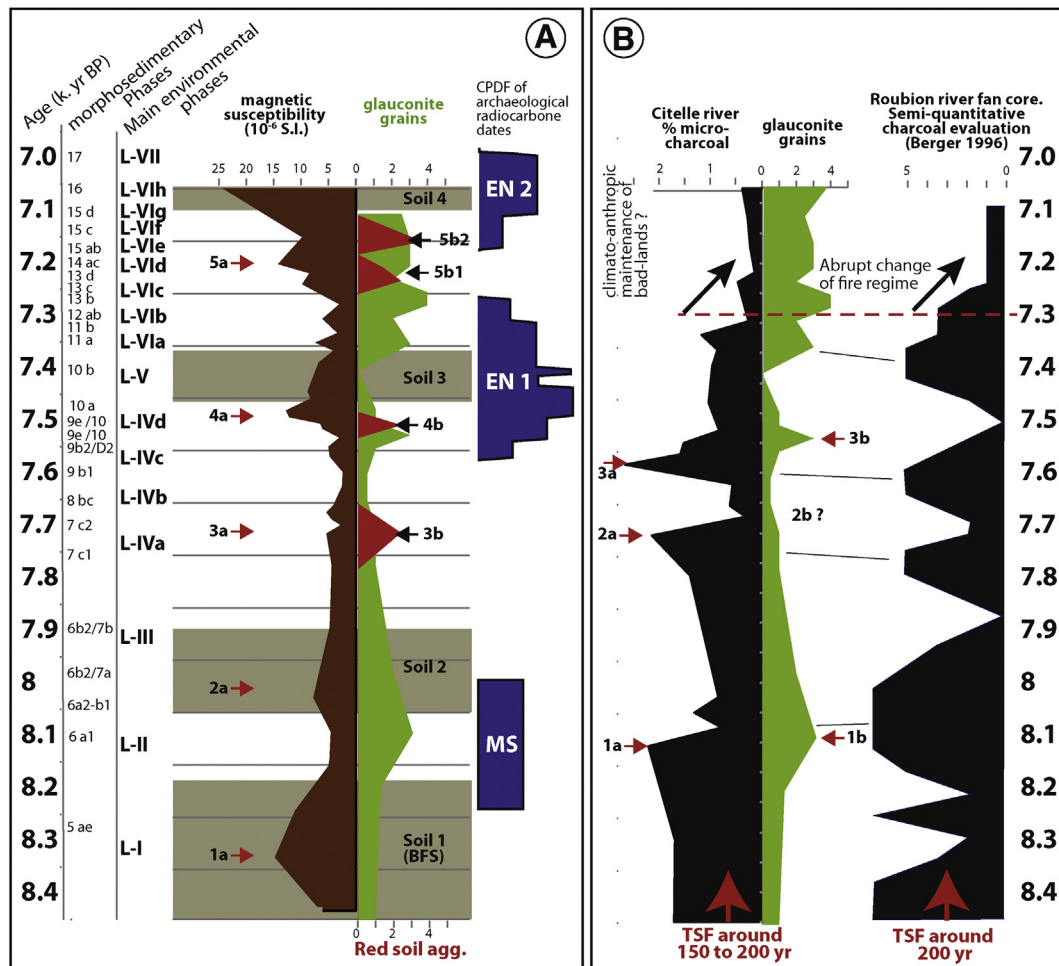 A
B
Age (k. yr BP)
morphosedimentary
Phases
Main environmental
phases
magnetic
susceptibility
(10⁻⁶ S.I.)
glauconite
grains
CPDF of
archaeological
radiocarbone
dates
25 20 15 10 5
0 2 4
7.0
7.1
7.2
7.3
7.4
7.5
7.6
7.7
7.8
7.9
8
8.1
8.2
8.3
8.4
17
16
15 d
15 c
15 ab
14 ac
13 d
13 c
13 b
12 ab
11 b
11 a
10 b
10 a
9e /10
9e /10
9b2/D2
9 b1
8 bc
7 c2
7 c1
6b2/7b
6b2/7a
6a2-b1
6 a1
5 ae
L-VII
L-VIh
L-VIg
L-VIf
L-VIe
L-VId
L-VIc
L-VIb
L-VIa
L-V
L-IVd
L-IVc
L-IVb
L-IVa
L-III
L-II
L-I
5a
4a
3a
2a
1a
Soil 4
5b2
5b1
Soil 3
4b
3b
Soil 2
Soil 1
(BFS)
EN 2
EN 1
MS
0 2 4
Red soil agg.
Citelle river
% micro-
charcoal
glauconite
grains
Roubion river fan core.
Semi-quantitative
charcoal evaluation
(Berger 1996)
2 1 0 2 4
5 0
climato-anthropic
maintenance of
bad-lands ?
Abrupt change
of fire regime
3a
2a
1a
3b
2b ?
1b
7.0
7.1
7.2
7.3
7.4
7.5
7.6
7.7
7.8
7.9
8
8.1
8.2
8.3
8.4
TSF around
150 to 200 yr
TSF around
200 yr